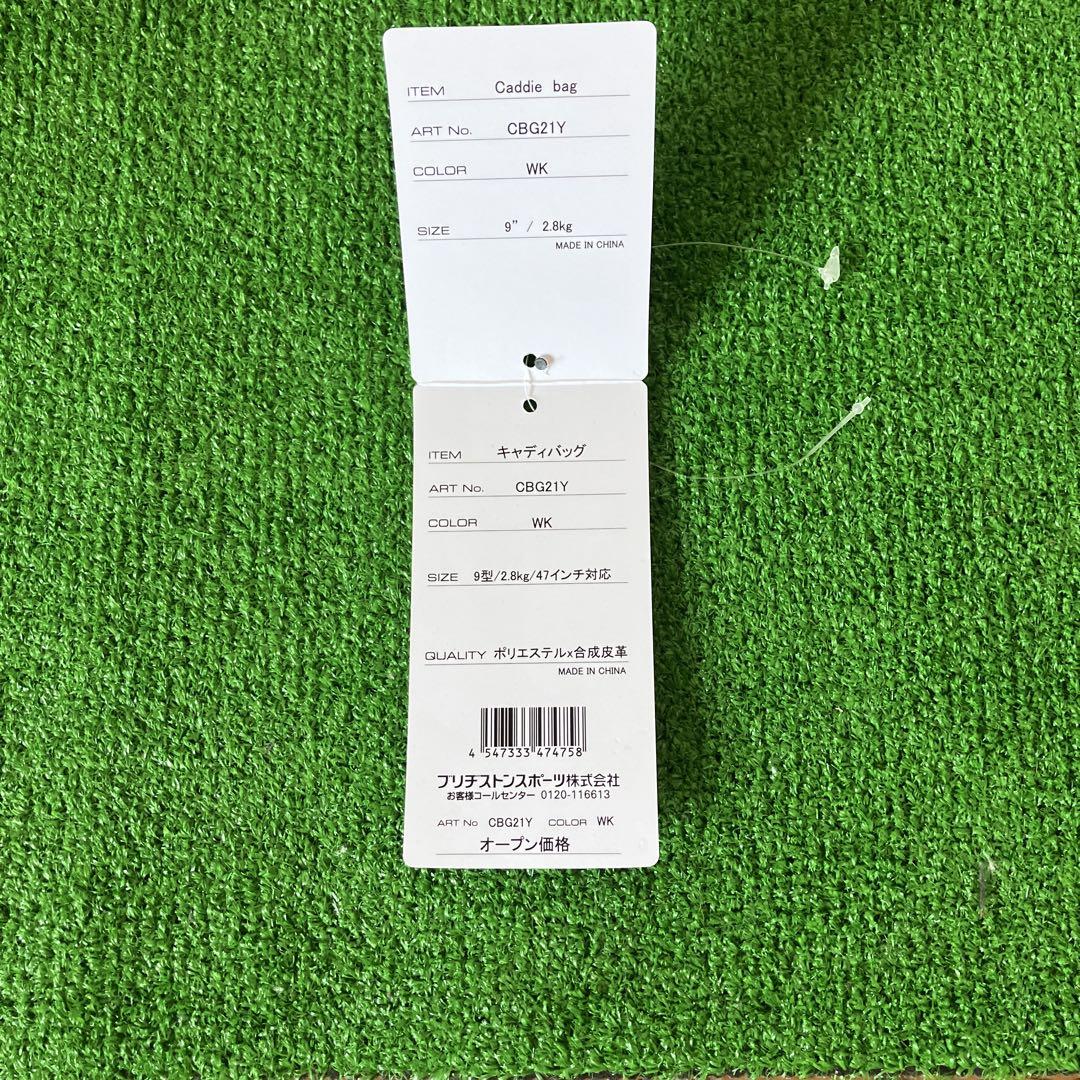 ITEM Caddie bag
ART No. CBG21Y
COLOR WK
SIZE 9" / 2.8kg
MADE IN CHINA
ITEM キャディバッグ
ART No. CBG21Y
COLOR WK
SIZE 9型/2.8kg/47インチ対応
QUALITY ポリエステルx合成皮革
MADE IN CHINA
4 547333 474758
ブリヂストンスポーツ株式会社
お客様コールセンター 0120-116613
ART No CBG21Y COLOR WK
オープン価格